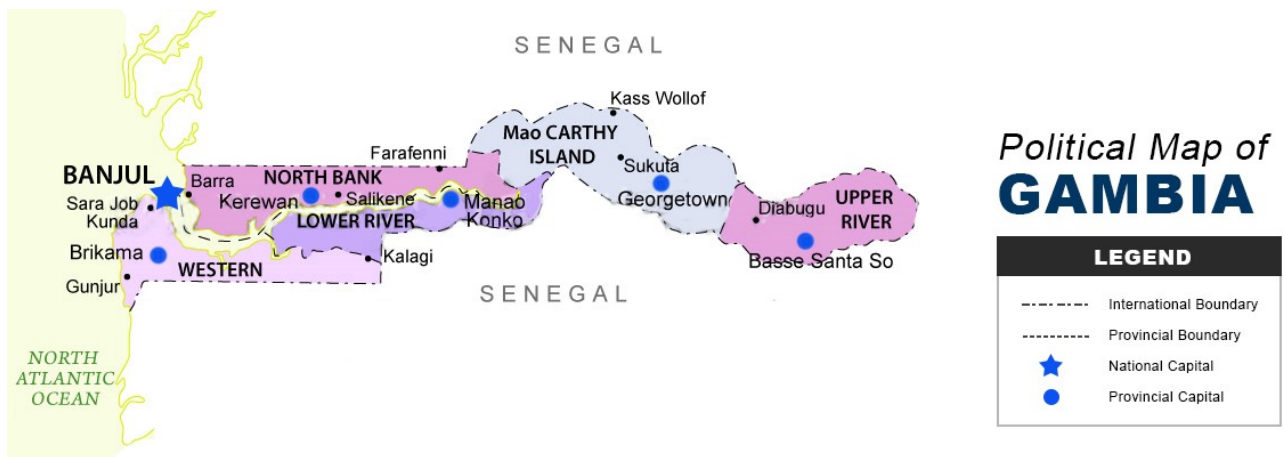 SENEGAL
Kass Wollof
Mao CARTHY
ISLAND
Farafenni
Sukuta
BANJUL
Barra
NORTH BANK
Kerewan
Salikene
Manao
Konko
Georgetown
UPPER
RIVER
Diabugu
Sara Job
Kunda
LOWER RIVER
Brikama
WESTERN
Kalagi
Basse Santa So
Gunjur
SENEGAL
NORTH
ATLANTIC
OCEAN
Political Map of
GAMBIA
LEGEND
International Boundary
Provincial Boundary
National Capital
Provincial Capital